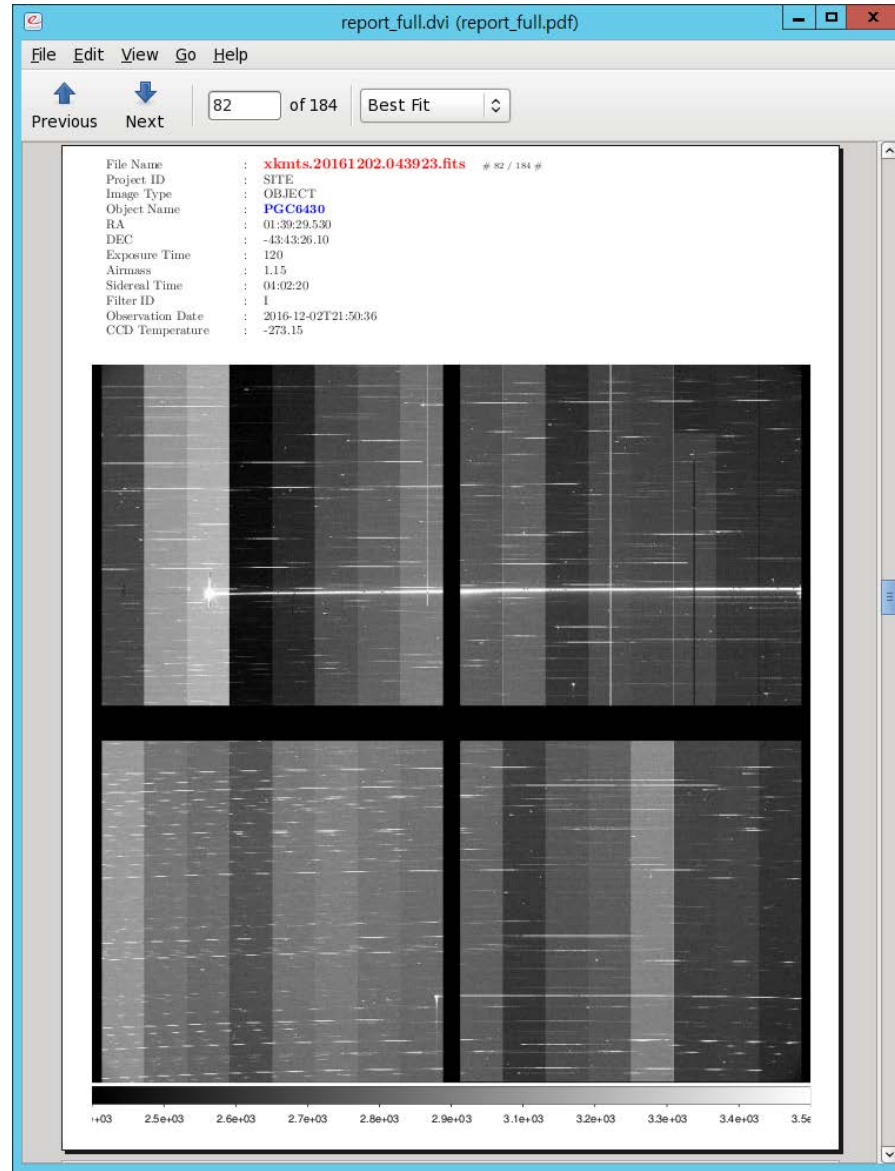 report_full.dvi (report_full.pdf)
File Edit View Go Help
Previous Next 82 of 184 Best Fit
File Name : xkmts.20161202.043923.fits # 82 / 184 #
Project ID : SITE
Image Type : OBJECT
Object Name : PGC6430
RA : 01:39:29.530
DEC : -43:43:26.10
Exposure Time : 120
Airmass : 1.15
Sidereal Time : 04:02:20
Filter ID : I
Observation Date : 2016-12-02T21:50:36
CCD Temperature : -273.15
+03 2.5e+03 2.6e+03 2.7e+03 2.8e+03 2.9e+03 3.1e+03 3.2e+03 3.3e+03 3.4e+03 3.5e